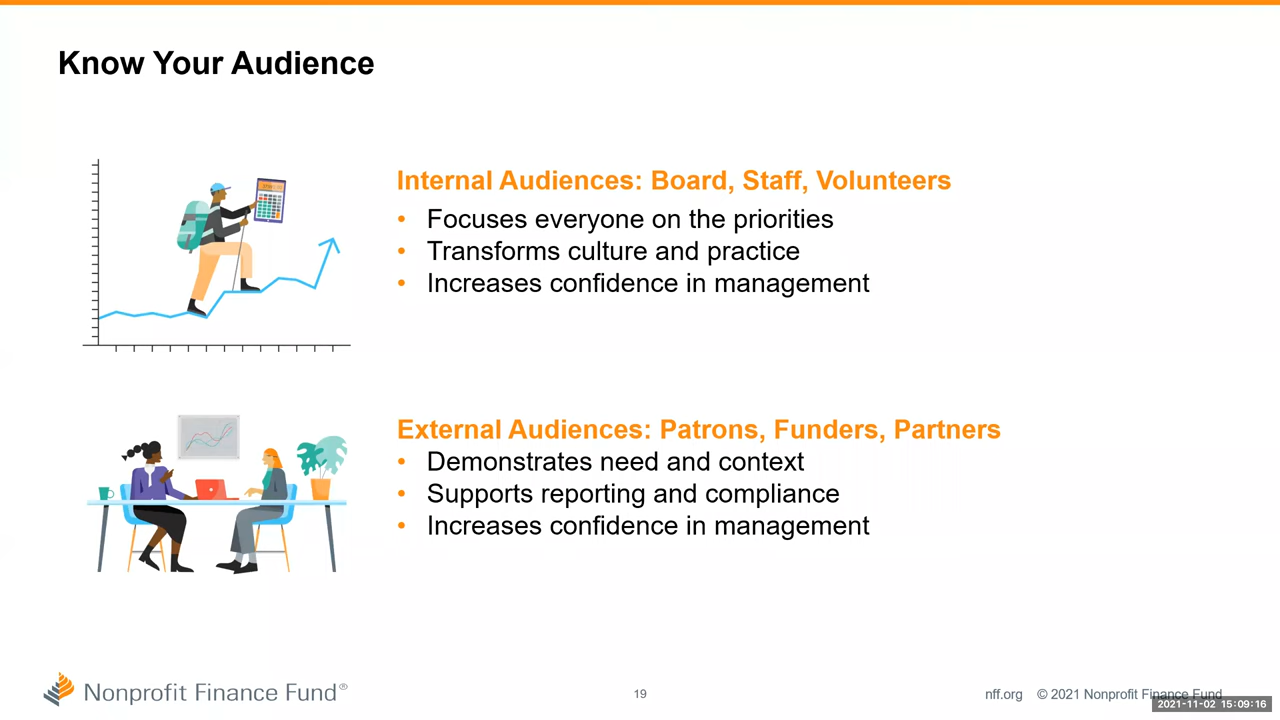 Know Your Audience
Internal Audiences: Board, Staff, Volunteers
• Focuses everyone on the priorities
• Transforms culture and practice
• Increases confidence in management
External Audiences: Patrons, Funders, Partners
• Demonstrates need and context
• Supports reporting and compliance
• Increases confidence in management
Nonprofit Finance Fund®
19
nff.org © 2021 Nonprofit Finance Fund
2021-11-02 15:09:16